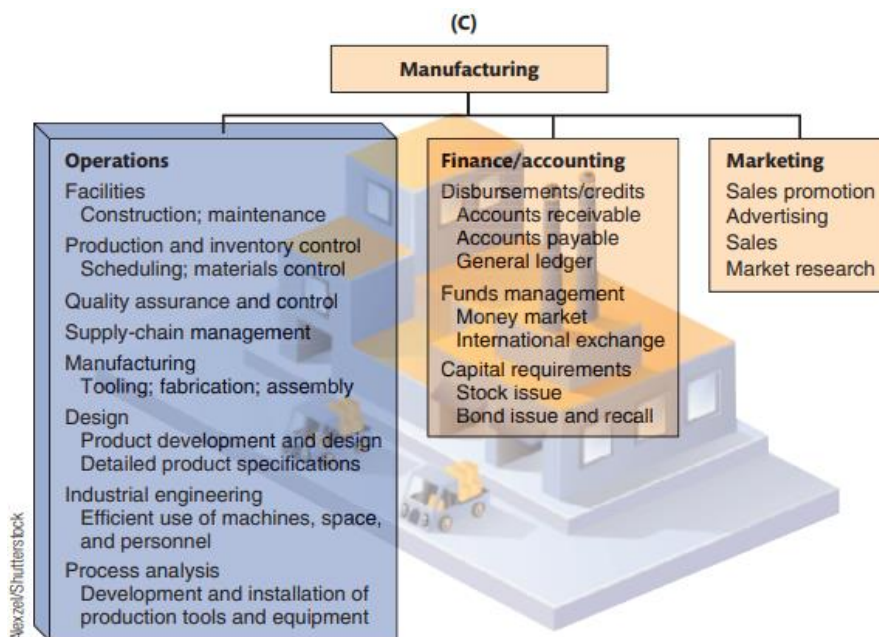 (C)
Manufacturing
Operations
Facilities
Construction; maintenance
Production and inventory control
Scheduling; materials control
Quality assurance and control
Supply-chain management
Manufacturing
Tooling; fabrication; assembly
Design
Product development and design
Detailed product specifications
Industrial engineering
Efficient use of machines, space,
and personnel
Process analysis
Development and installation of
production tools and equipment
Finance/accounting
Disbursements/credits
Accounts receivable
Accounts payable
General ledger
Funds management
Money market
International exchange
Capital requirements
Stock issue
Bond issue and recall
Marketing
Sales promotion
Advertising
Sales
Market research
Alexzel/Shutterstock